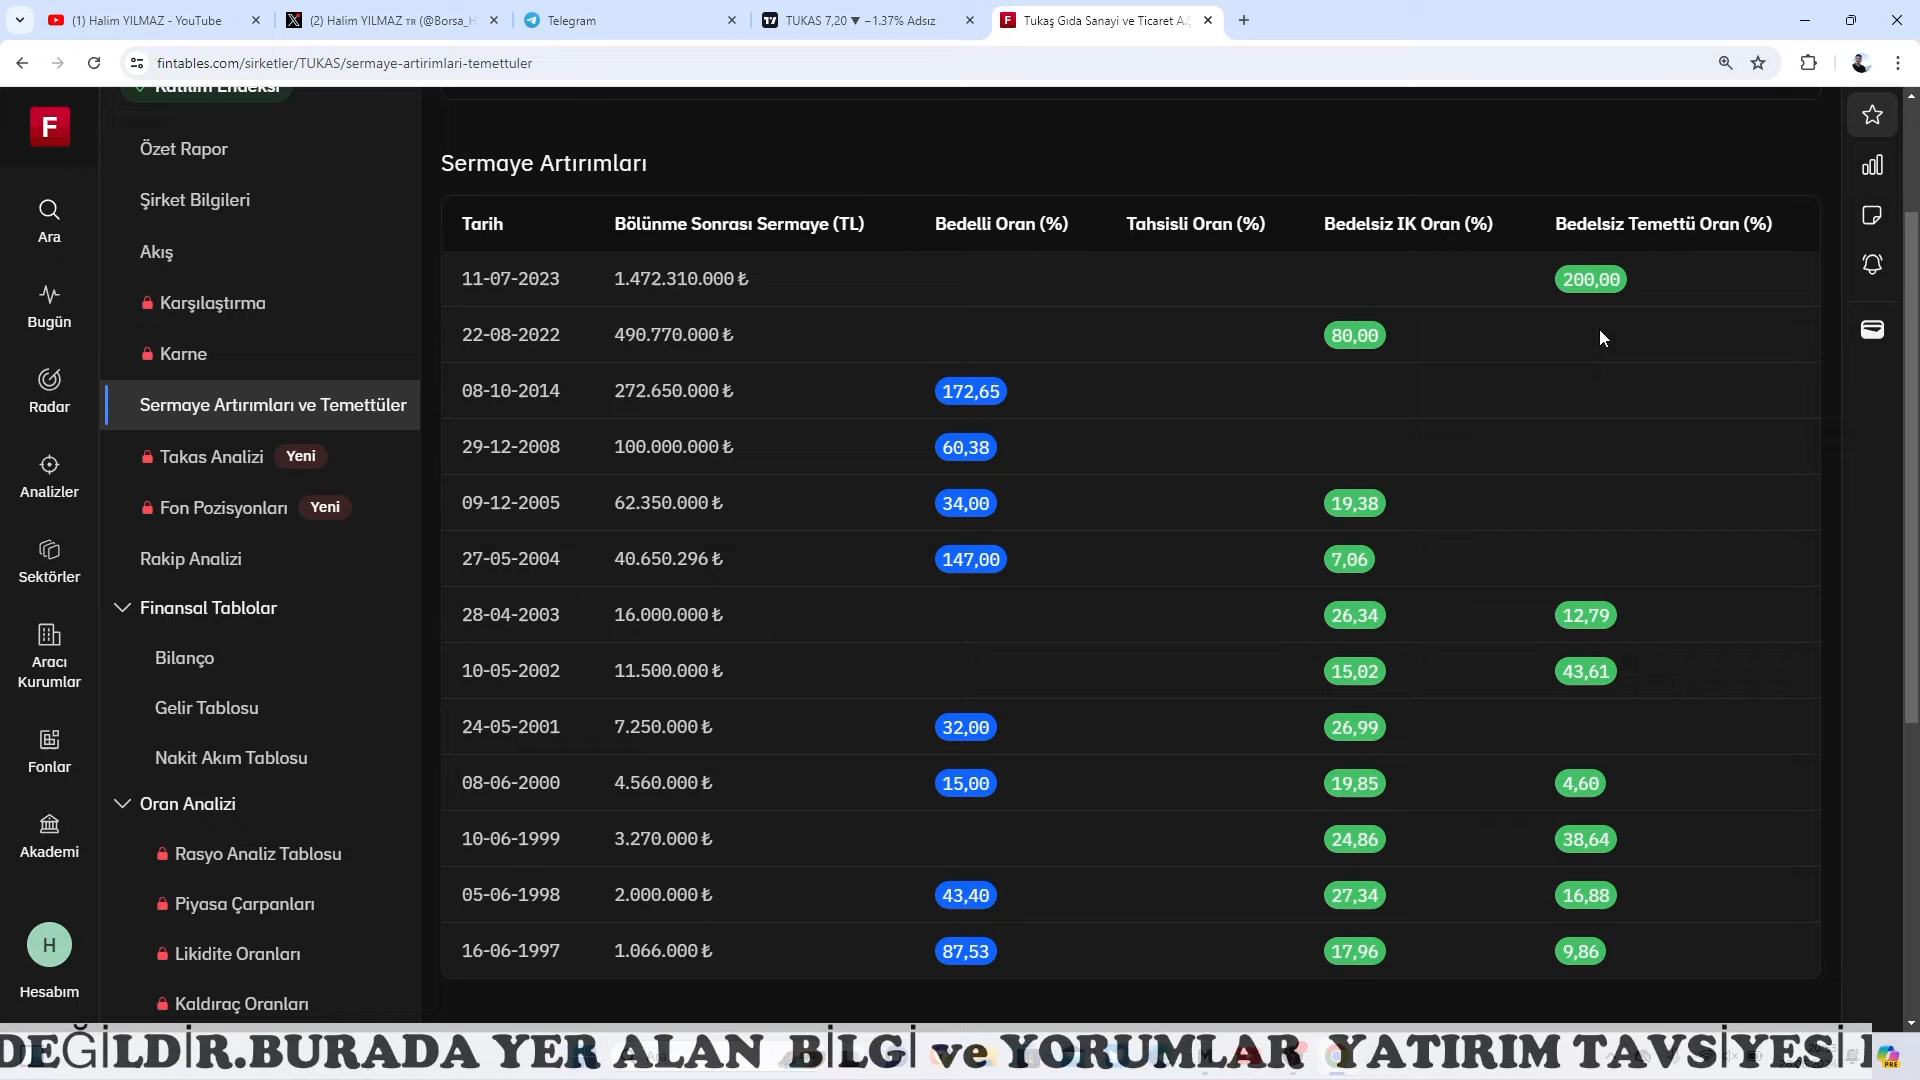 (1) Halim YILMAZ - YouTube
(2) Halim YILMAZ TR (@Borsa_H
Telegram
TUKAS 7,20 ▼ −1.37% Adsız
Tukaş Gıda Sanayi ve Ticaret A.Ş
fintables.com/sirketler/TUKAS/sermaye-artirimlari-temettuler
F
Ara
Bugün
Radar
Analizler
Sektörler
Aracı
Kurumlar
Fonlar
Akademi
H
Hesabım
Katılım Endeksi
Özet Rapor
Şirket Bilgileri
Akış
Karşılaştırma
Karne
Sermaye Artırımları ve Temettüler
Takas Analizi Yeni
Fon Pozisyonları Yeni
Rakip Analizi
Finansal Tablolar
Bilanço
Gelir Tablosu
Nakit Akım Tablosu
Oran Analizi
Rasyo Analiz Tablosu
Piyasa Çarpanları
Likidite Oranları
Kaldıraç Oranları
Sermaye Artırımları
Tarih Bölünme Sonrası Sermaye (TL) Bedelli Oran (%) Tahsisli Oran (%) Bedelsiz IK Oran (%) Bedelsiz Temettü Oran (%)
11-07-2023 1.472.310.000 ₺ 200,00
22-08-2022 490.770.000 ₺ 80,00
08-10-2014 272.650.000 ₺ 172,65
29-12-2008 100.000.000 ₺ 60,38
09-12-2005 62.350.000 ₺ 34,00 19,38
27-05-2004 40.650.296 ₺ 147,00 7,06
28-04-2003 16.000.000 ₺ 26,34 12,79
10-05-2002 11.500.000 ₺ 15,02 43,61
24-05-2001 7.250.000 ₺ 32,00 26,99
08-06-2000 4.560.000 ₺ 15,00 19,85 4,60
10-06-1999 3.270.000 ₺ 24,86 38,64
05-06-1998 2.000.000 ₺ 43,40 27,34 16,88
16-06-1997 1.066.000 ₺ 87,53 17,96 9,86
DEĞİLDİR.BURADA YER ALAN BİLGİ ve YORUMLAR YATIRIM TAVSİYESİ